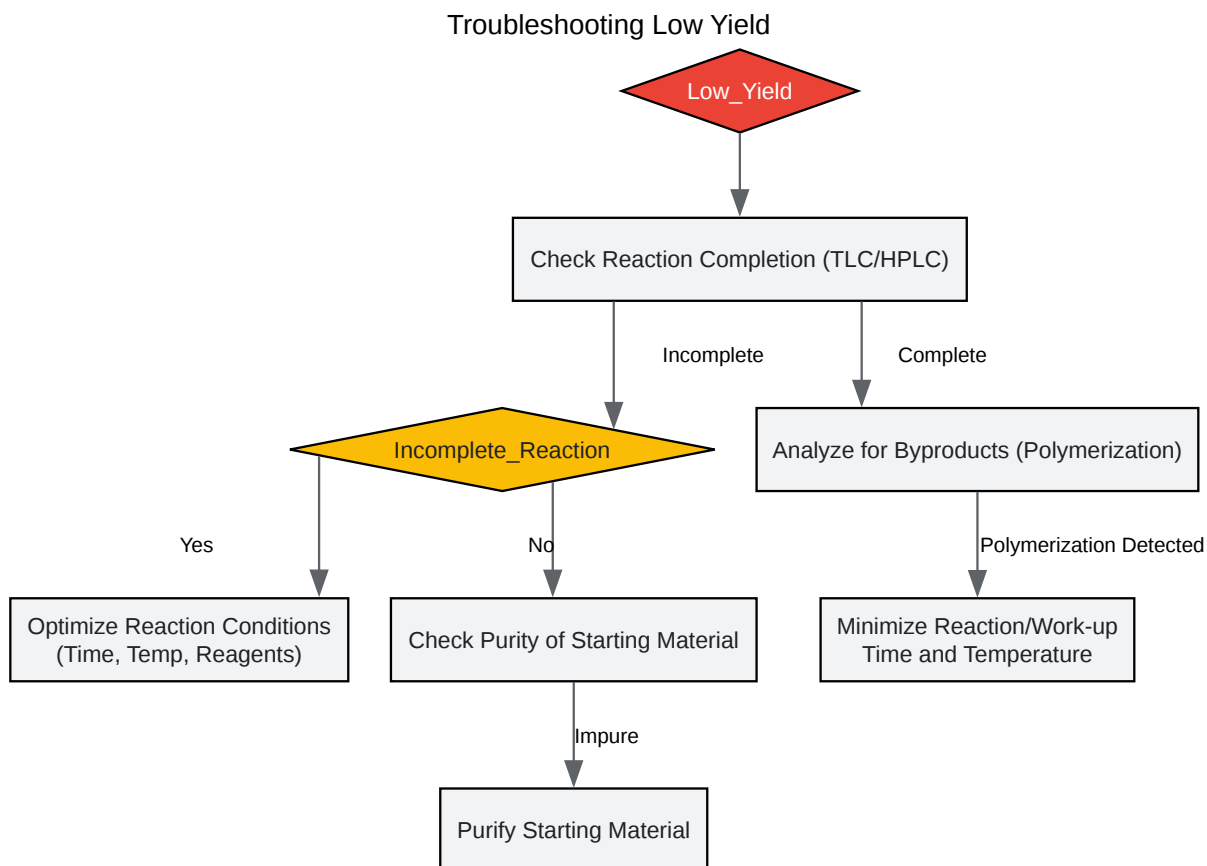 Troubleshooting Low Yield
Low_Yield
Check Reaction Completion (TLC/HPLC)
Incomplete
Complete
Incomplete_Reaction
Analyze for Byproducts (Polymerization)
Yes
No
Polymerization Detected
Optimize Reaction Conditions
(Time, Temp, Reagents)
Check Purity of Starting Material
Minimize Reaction/Work-up
Time and Temperature
Impure
Purify Starting Material